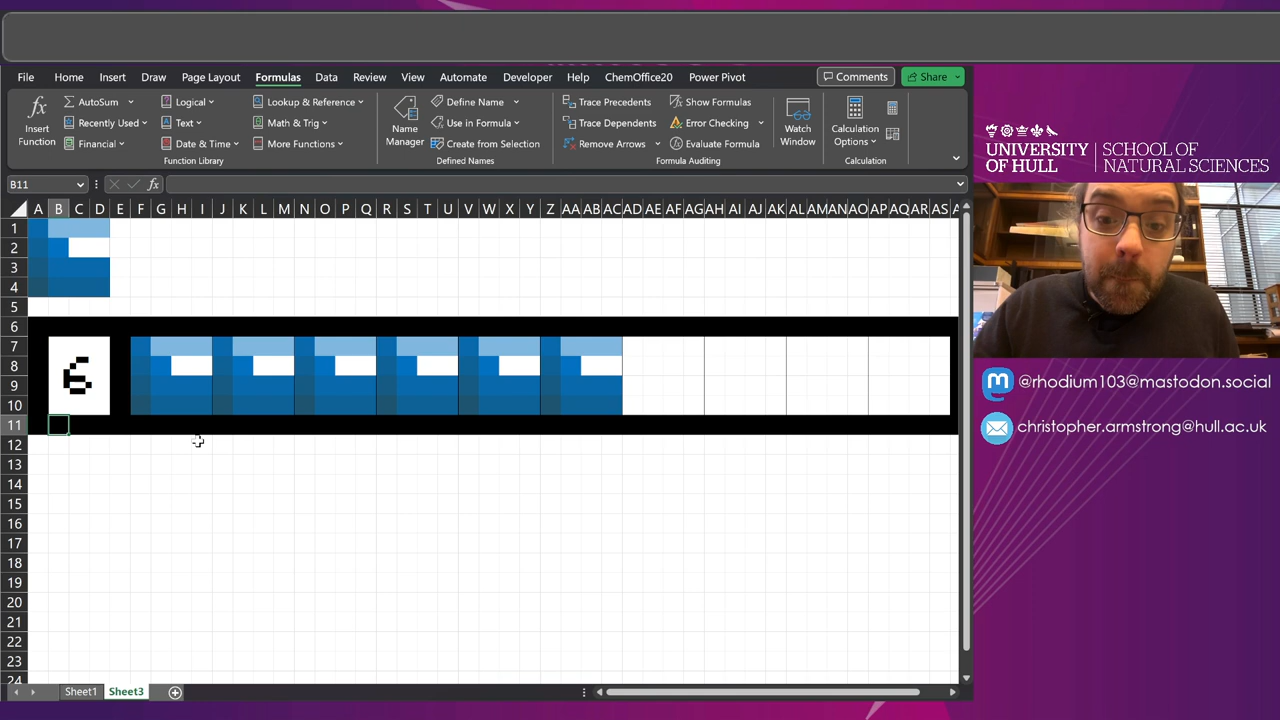 File Home Insert Draw Page Layout Formulas Data Review View Automate Developer Help ChemOffice20 Power Pivot Comments Share
fx Insert Function
AutoSum
Recently Used
Financial
Logical
Text
Date & Time
Lookup & Reference
Math & Trig
More Functions
Function Library
Name Manager
Define Name
Use in Formula
Create from Selection
Defined Names
Trace Precedents
Trace Dependents
Remove Arrows
Show Formulas
Error Checking
Evaluate Formula
Formula Auditing
Watch Window
Calculation Options
Calculation
B11 fx
A B C D E F G H I J K L M N O P Q R S T U V W X Y Z AA AB AC AD AE AF AG AH AI AJ AK AL AM AN AO AP AQ AR AS
1
2
3
4
5
6
7
8
9
10
11
12
13
14
15
16
17
18
19
20
21
22
23
24
6
Sheet1 Sheet3
UNIVERSITY OF HULL
SCHOOL OF NATURAL SCIENCES
@rhodium103@mastodon.social
christopher.armstrong@hull.ac.uk